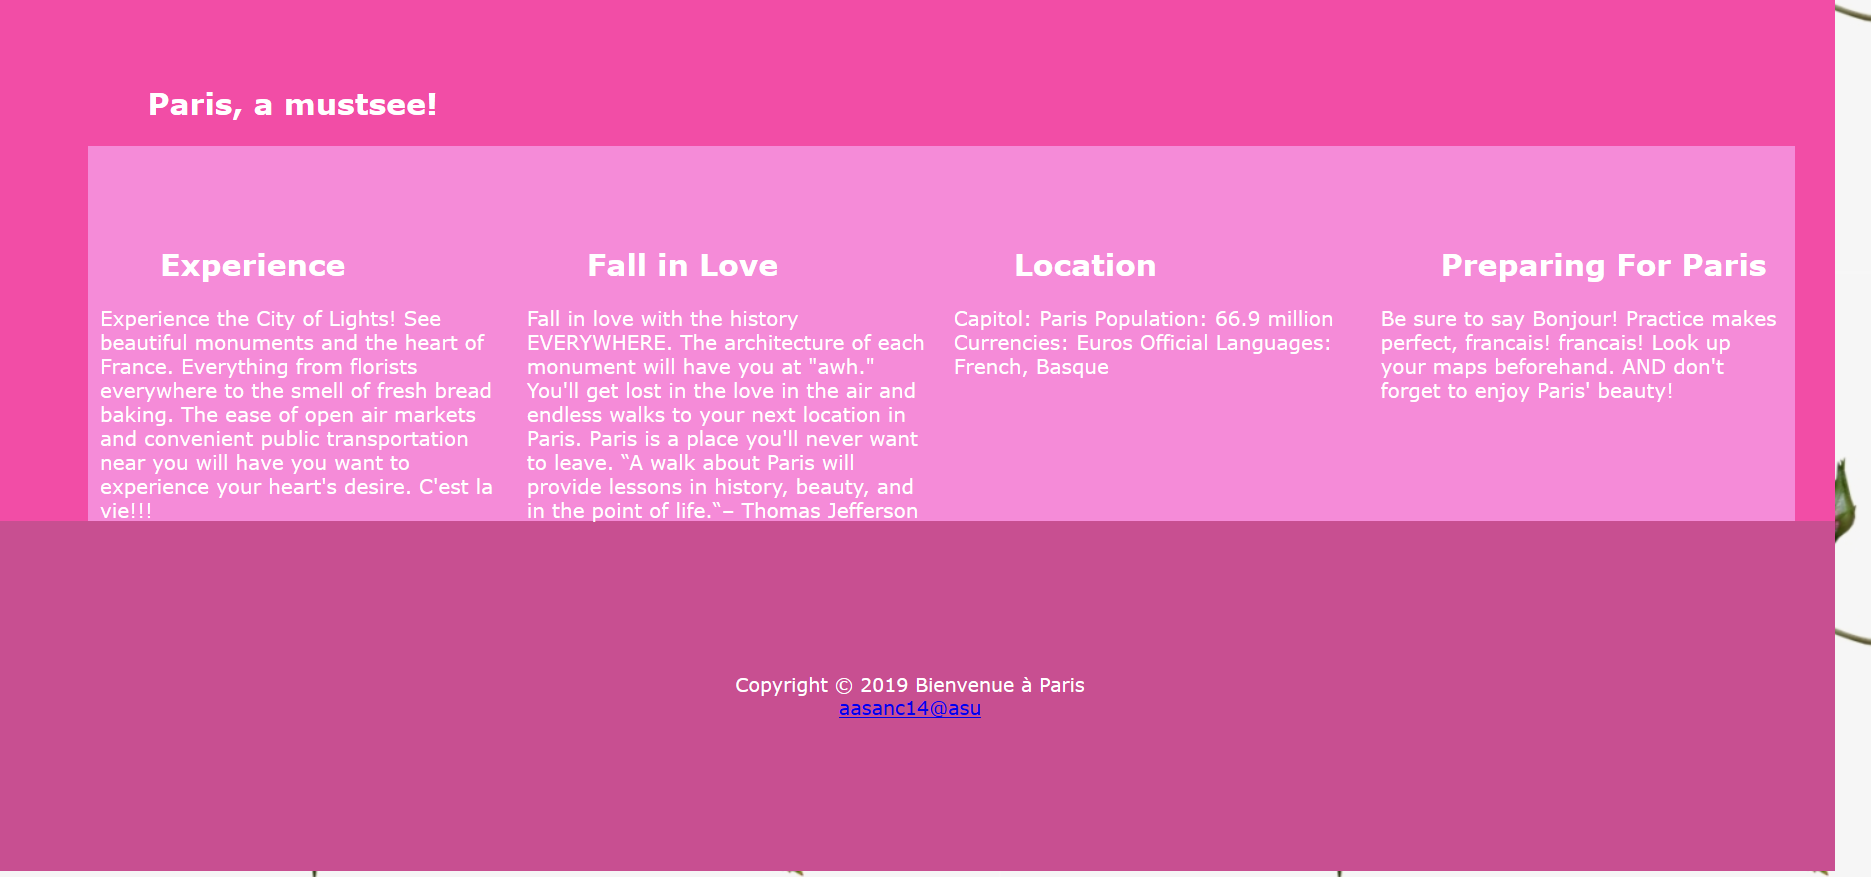 Paris, a mustsee!
Experience
Experience the City of Lights! See
beautiful monuments and the heart of
France. Everything from florists
everywhere to the smell of fresh bread
baking. The ease of open air markets
and convenient public transportation
near you will have you want to
experience your heart's desire. C'est la
vie!!!
Fall in Love
Fall in love with the history
EVERYWHERE. The architecture of each
monument will have you at "awh."
You'll get lost in the love in the air and
endless walks to your next location in
Paris. Paris is a place you'll never want
to leave. “A walk about Paris will
provide lessons in history, beauty, and
in the point of life.“– Thomas Jefferson
Location
Capitol: Paris Population: 66.9 million
Currencies: Euros Official Languages:
French, Basque
Preparing For Paris
Be sure to say Bonjour! Practice makes
perfect, francais! francais! Look up
your maps beforehand. AND don't
forget to enjoy Paris' beauty!
Copyright © 2019 Bienvenue à Paris
aasanc14@asu